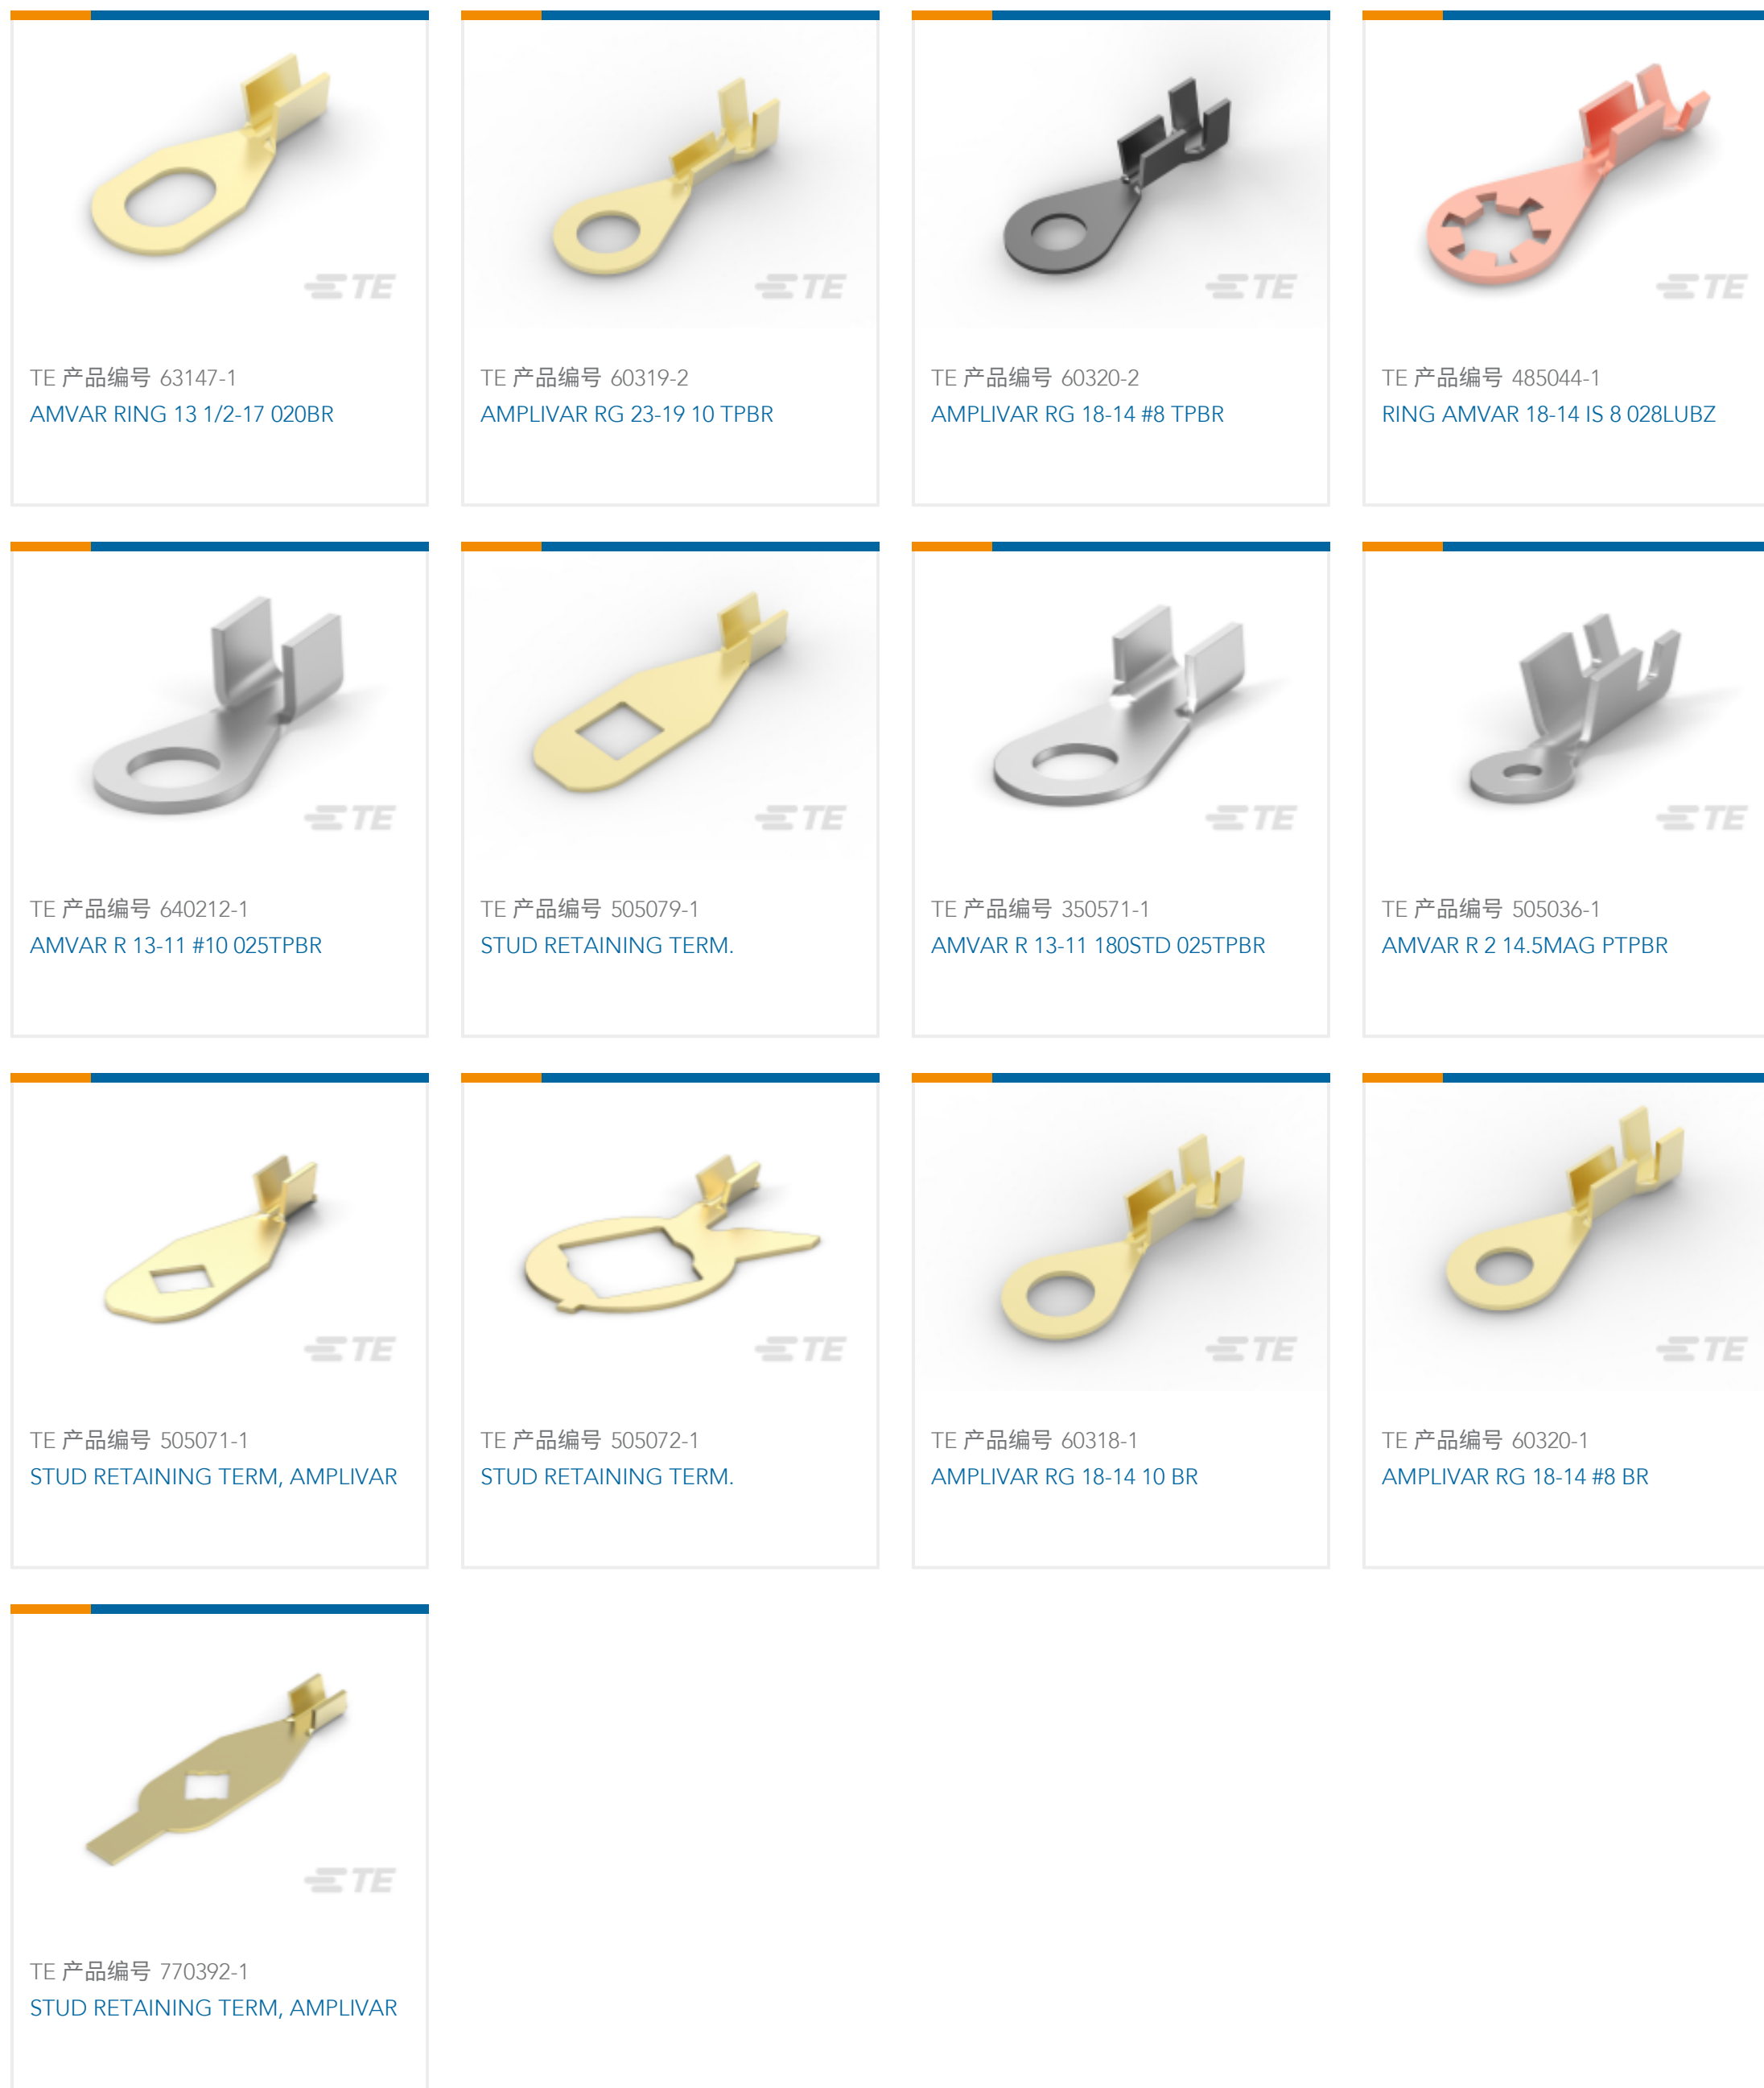 TE
TE
TE
TE
TE 产品编号 63147-1
AMVAR RING 13 1/2-17 020BR
TE 产品编号 60319-2
AMPLIVAR RG 23-19 10 TPBR
TE 产品编号 60320-2
AMPLIVAR RG 18-14 #8 TPBR
TE 产品编号 485044-1
RING AMVAR 18-14 IS 8 028LUBZ
TE
TE
TE
TE
TE 产品编号 640212-1
AMVAR R 13-11 #10 025TPBR
TE 产品编号 505079-1
STUD RETAINING TERM.
TE 产品编号 350571-1
AMVAR R 13-11 180STD 025TPBR
TE 产品编号 505036-1
AMVAR R 2 14.5MAG PTPBR
TE
TE
TE
TE
TE 产品编号 505071-1
STUD RETAINING TERM, AMPLIVAR
TE 产品编号 505072-1
STUD RETAINING TERM.
TE 产品编号 60318-1
AMPLIVAR RG 18-14 10 BR
TE 产品编号 60320-1
AMPLIVAR RG 18-14 #8 BR
TE
TE 产品编号 770392-1
STUD RETAINING TERM, AMPLIVAR